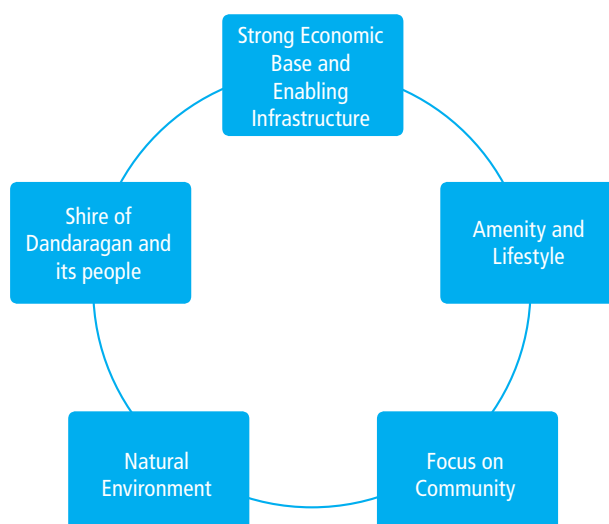 Strong Economic
Base and
Enabling
Infrastructure
Shire of
Dandaragan and
its people
Amenity and
Lifestyle
Natural
Environment
Focus on
Community